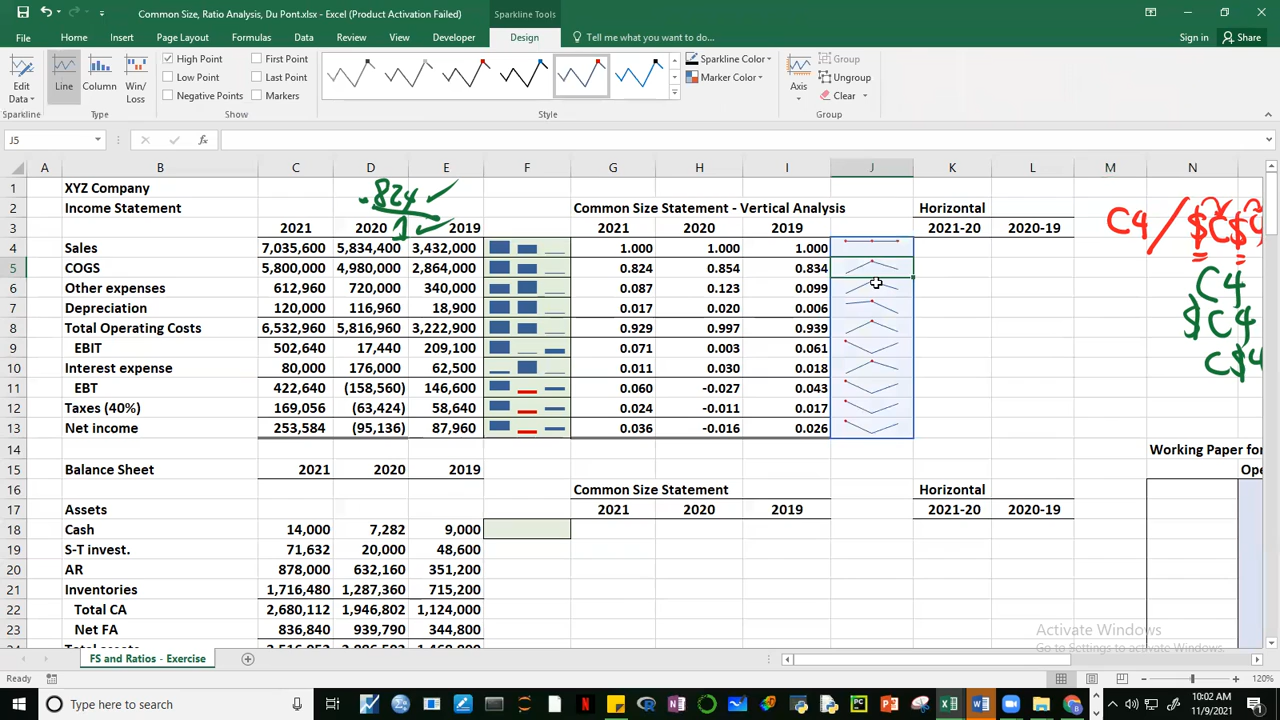 Common Size, Ratio Analysis, Du Pont.xlsx - Excel (Product Activation Failed)
Sparkline Tools
File Home Insert Page Layout Formulas Data Review View Developer Design Tell me what you want to do... Sign in Share
Edit Data
Sparkline
Line Column Win/Loss
Type
High Point First Point
Low Point Last Point
Negative Points Markers
Show
Style
Sparkline Color
Marker Color
Axis
Group
Ungroup
Clear
Group
J5 fx
A B C D E F G H I J K L M N
1 XYZ Company
.824
1
2 Income Statement Common Size Statement - Vertical Analysis Horizontal
3 2021 2020 2019 2021 2020 2019 2021-20 2020-19
4 Sales 7,035,600 5,834,400 3,432,000 1.000 1.000 1.000
5 COGS 5,800,000 4,980,000 2,864,000 0.824 0.854 0.834
6 Other expenses 612,960 720,000 340,000 0.087 0.123 0.099
7 Depreciation 120,000 116,960 18,900 0.017 0.020 0.006
8 Total Operating Costs 6,532,960 5,816,960 3,222,900 0.929 0.997 0.939
9 EBIT 502,640 17,440 209,100 0.071 0.003 0.061
10 Interest expense 80,000 176,000 62,500 0.011 0.030 0.018
11 EBT 422,640 (158,560) 146,600 0.060 -0.027 0.043
12 Taxes (40%) 169,056 (63,424) 58,640 0.024 -0.011 0.017
13 Net income 253,584 (95,136) 87,960 0.036 -0.016 0.026
C4/$C$
C4
$C4
C$4
14 Working Paper for
15 Balance Sheet 2021 2020 2019 Ope
16 Common Size Statement Horizontal
17 Assets 2021 2020 2019 2021-20 2020-19
18 Cash 14,000 7,282 9,000
19 S-T invest. 71,632 20,000 48,600
20 AR 878,000 632,160 351,200
21 Inventories 1,716,480 1,287,360 715,200
22 Total CA 2,680,112 1,946,802 1,124,000
23 Net FA 836,840 939,790 344,800
Activate Windows
Go to Settings to activate Windows.
FS and Ratios - Exercise
Ready
120%
Type here to search
10:02 AM
11/9/2021